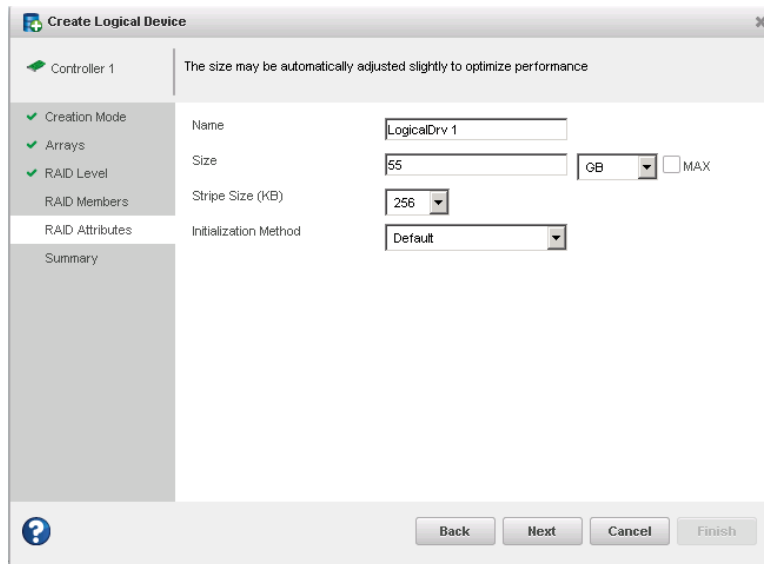 Create Logical Device
Controller 1
The size may be automatically adjusted slightly to optimize performance
Creation Mode
Arrays
RAID Level
RAID Members
RAID Attributes
Summary
Name
LogicalDrv 1
Size
55
GB
MAX
Stripe Size (KB)
256
Initialization Method
Default
?
Back
Next
Cancel
Finish